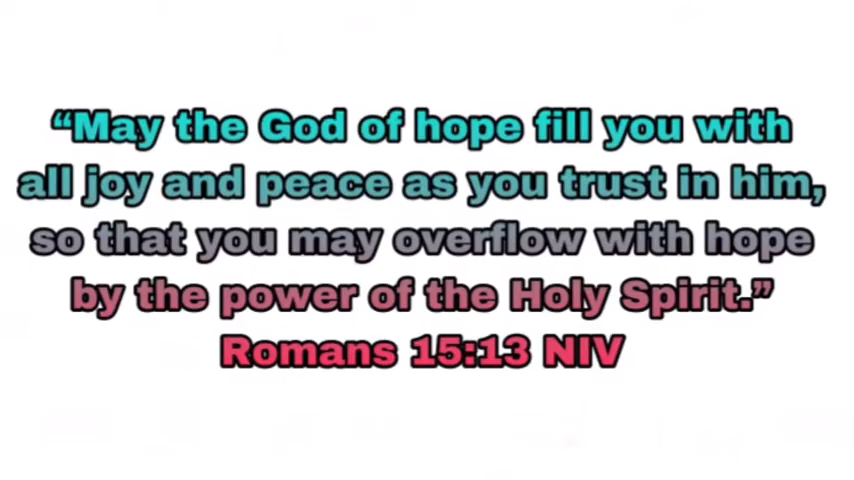 “May the God of hope fill you with
all joy and peace as you trust in him,
so that you may overflow with hope
by the power of the Holy Spirit.”
Romans 15:13 NIV